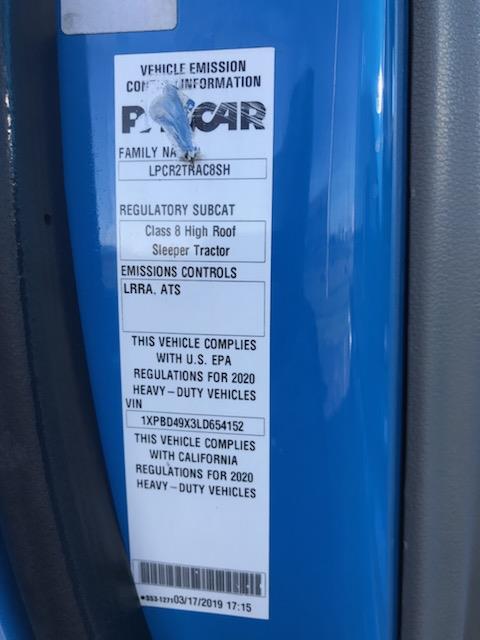 VEHICLE EMISSION
INFORMATION
FAMILY
LPCR2TRAC8SH
REGULATORY SUBCAT
Class 8 High Roof
Sleeper Tractor
EMISSIONS CONTROLS
LRRA, ATS
THIS VEHICLE COMPLIES
WITH U.S. EPA
REGULATIONS FOR 2020
HEAVY-DUTY VEHICLES
VIN
1XPBD49X3LD654152
THIS VEHICLE COMPLIES
WITH CALIFORNIA
REGULATIONS FOR 2020
HEAVY-DUTY VEHICLES
S53-1271 03/17/2019 17:15